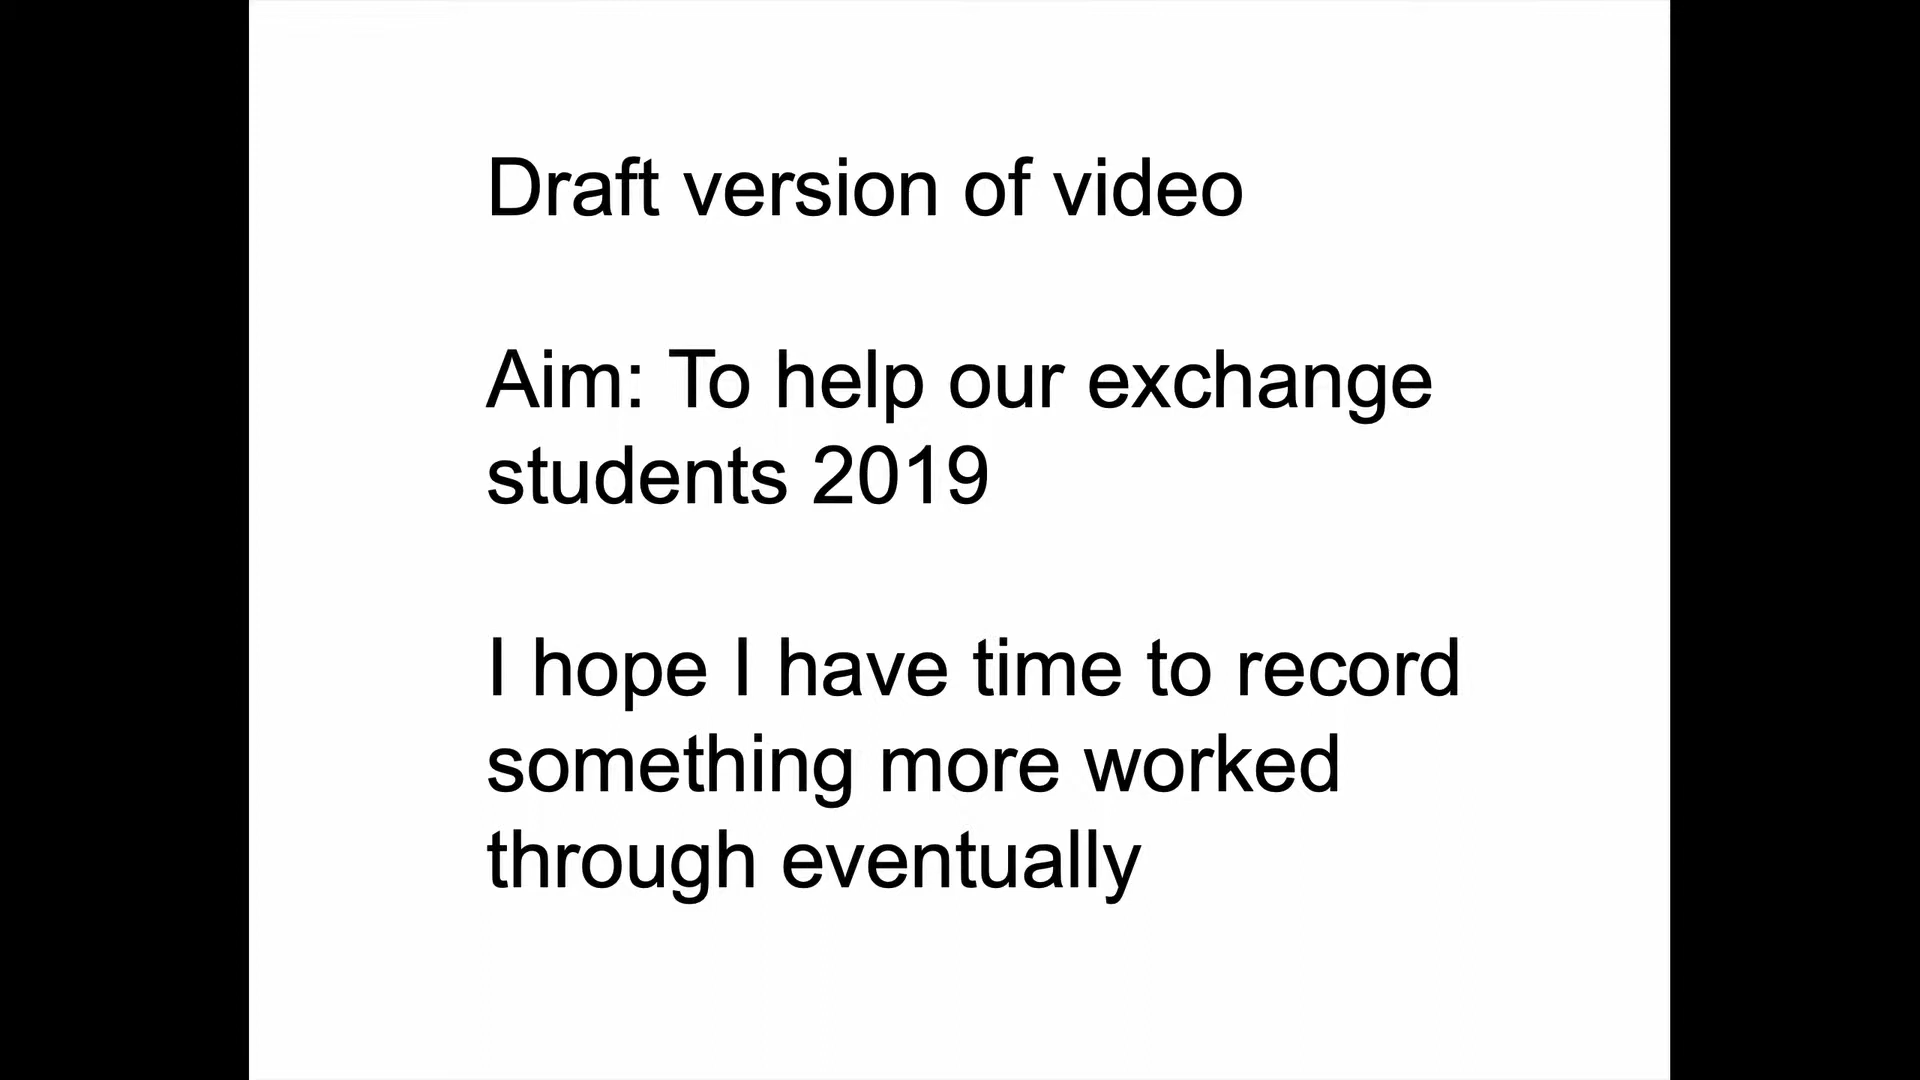 Draft version of video
Aim: To help our exchange
students 2019
I hope I have time to record
something more worked
through eventually